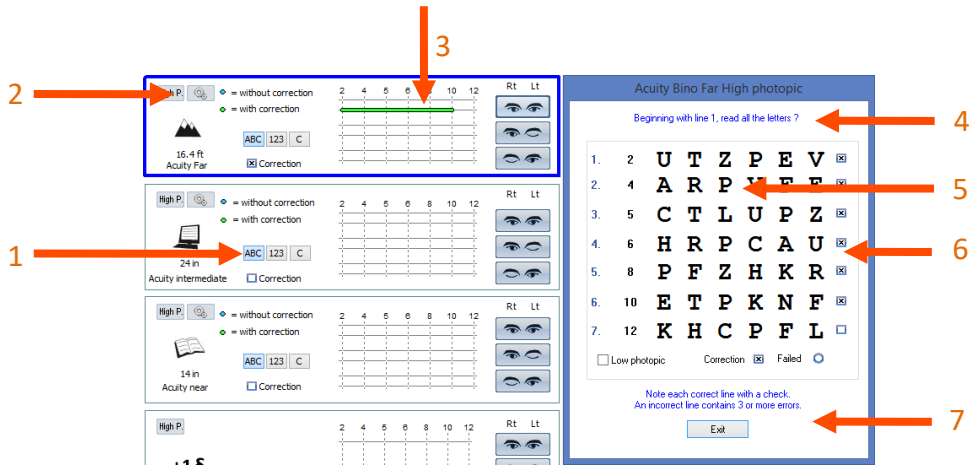 3
2
High P.
= without correction
= with correction
2 4 5 6 8 10 12
Rt Lt
16.4 ft
Acuity Far
ABC 123 C
Correction
1
High P.
= without correction
= with correction
2 4 5 6 8 10 12
Rt Lt
24 in
Acuity intermediate
ABC 123 C
Correction
High P.
= without correction
= with correction
2 4 5 6 8 10 12
Rt Lt
14 in
Acuity near
ABC 123 C
Correction
High P.
2 4 5 6 8 10 12
Rt Lt
Acuity Bino Far High photopic
Beginning with line 1, read all the letters ?
4
1. 2 U T Z P E V
2. 4 A R P
5
3. 5 C T L U P Z
4. 6 H R P C A U
6
5. 8 P F Z H K R
6. 10 E T P K N F
7. 12 K H C P F L
Low photopic Correction Failed
Note each correct line with a check.
An incorrect line contains 3 or more errors.
7
Exit